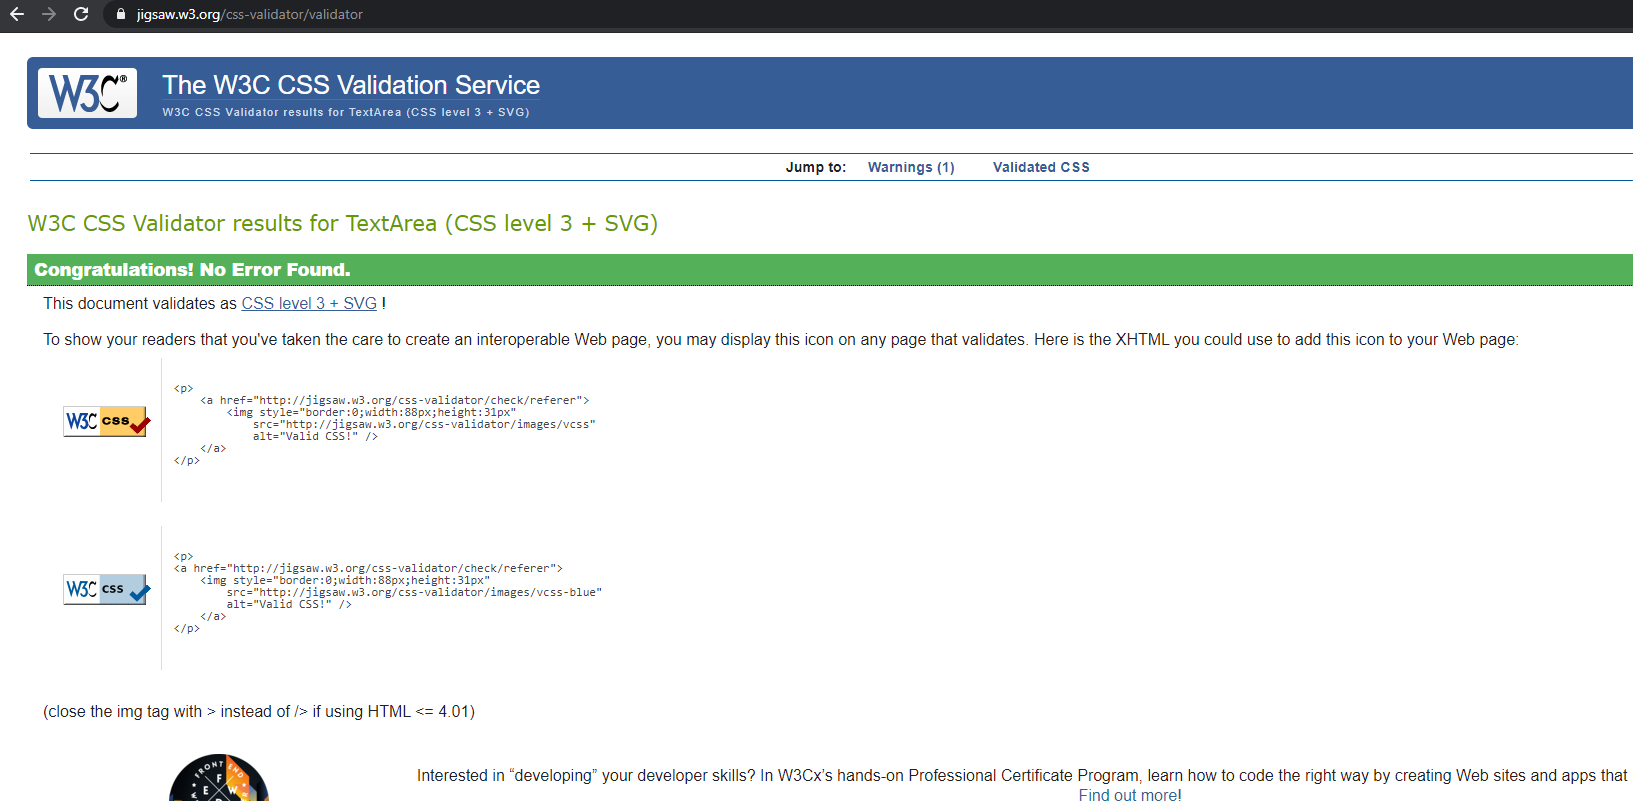 jigsaw.w3.org/css-validator/validator
W3C® The W3C CSS Validation Service
W3C CSS Validator results for TextArea (CSS level 3 + SVG)
Jump to: Warnings (1) Validated CSS
W3C CSS Validator results for TextArea (CSS level 3 + SVG)
Congratulations! No Error Found.
This document validates as CSS level 3 + SVG !
To show your readers that you've taken the care to create an interoperable Web page, you may display this icon on any page that validates. Here is the XHTML you could use to add this icon to your Web page:
W3C css
<p>
<a href="http://jigsaw.w3.org/css-validator/check/referer">
<img style="border:0;width:88px;height:31px"
src="http://jigsaw.w3.org/css-validator/images/vcss"
alt="Valid CSS!" />
</a>
</p>
W3C css
<p>
<a href="http://jigsaw.w3.org/css-validator/check/referer">
<img style="border:0;width:88px;height:31px"
src="http://jigsaw.w3.org/css-validator/images/vcss-blue"
alt="Valid CSS!" />
</a>
</p>
(close the img tag with > instead of /> if using HTML <= 4.01)
FRONT END
F
E W
Interested in “developing” your developer skills? In W3Cx’s hands-on Professional Certificate Program, learn how to code the right way by creating Web sites and apps that
Find out more!